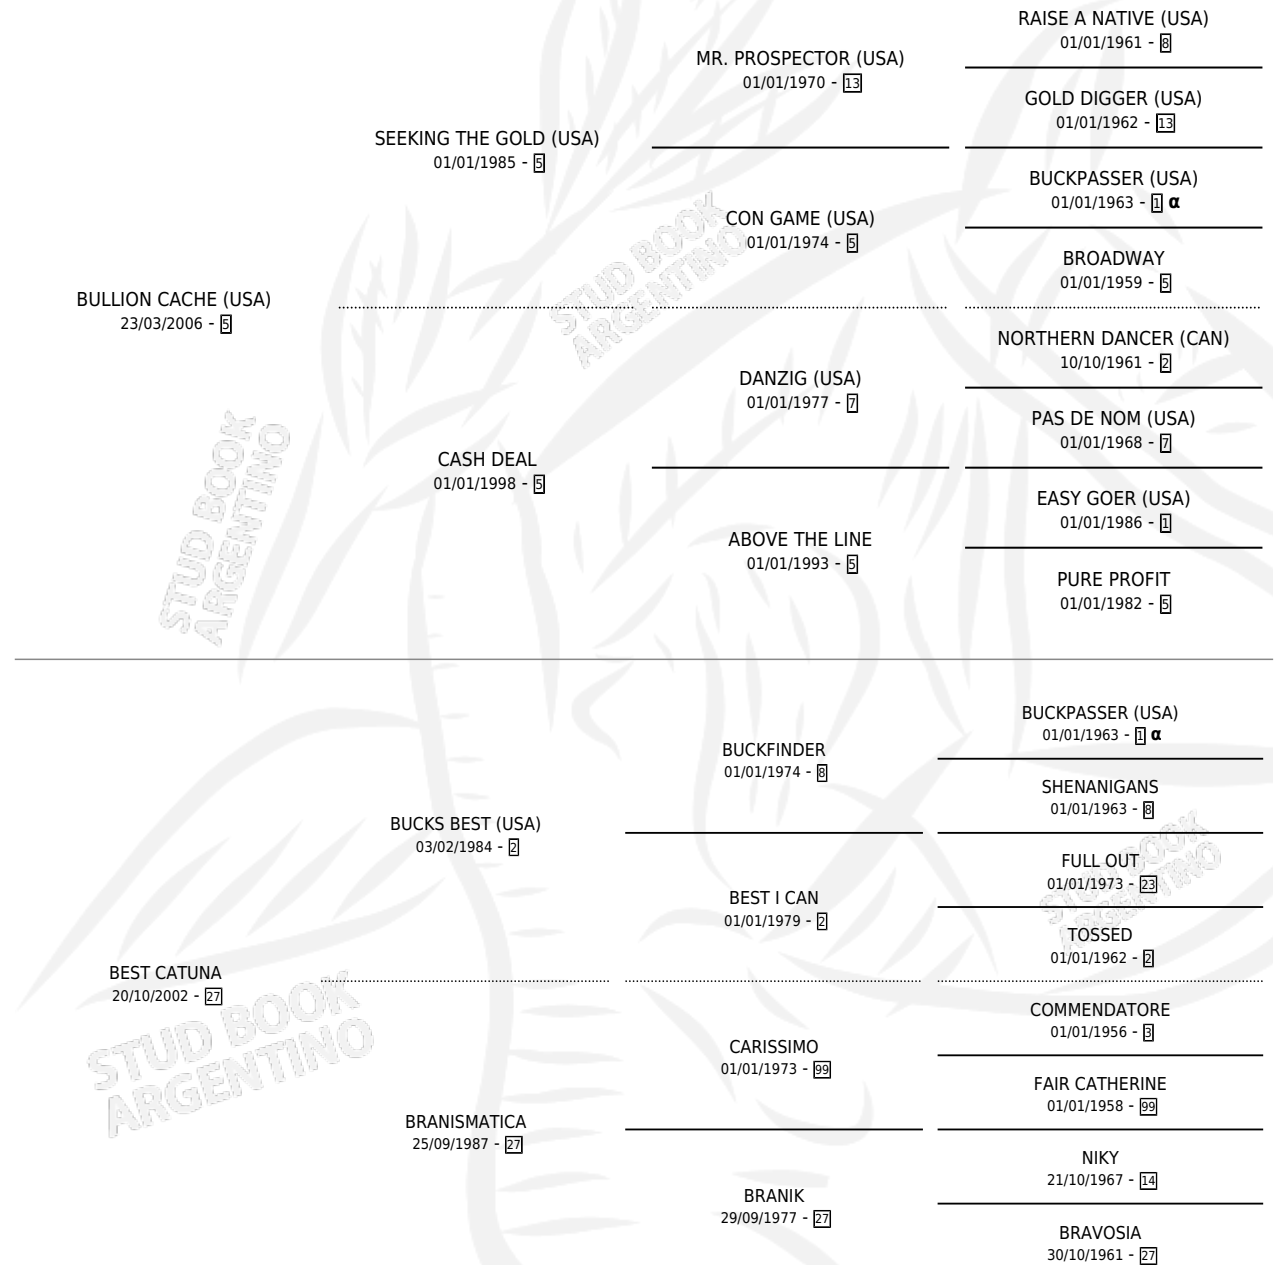 RAISE A NATIVE (USA)
01/01/1961 - 8
MR. PROSPECTOR (USA)
01/01/1970 - 13
GOLD DIGGER (USA)
01/01/1962 - 13
SEEKING THE GOLD (USA)
01/01/1985 - 5
BUCKPASSER (USA)
01/01/1963 - 1 α
CON GAME (USA)
01/01/1974 - 5
BROADWAY
01/01/1959 - 5
BULLION CACHE (USA)
23/03/2006 - 5
NORTHERN DANCER (CAN)
10/10/1961 - 2
DANZIG (USA)
01/01/1977 - 7
PAS DE NOM (USA)
01/01/1968 - 7
CASH DEAL
01/01/1998 - 5
EASY GOER (USA)
01/01/1986 - 1
ABOVE THE LINE
01/01/1993 - 5
PURE PROFIT
01/01/1982 - 5
BUCKPASSER (USA)
01/01/1963 - 1 α
BUCKFINDER
01/01/1974 - 8
SHENANIGANS
01/01/1963 - 8
BUCKS BEST (USA)
03/02/1984 - 2
FULL OUT
01/01/1973 - 23
BEST I CAN
01/01/1979 - 2
TOSSED
01/01/1962 - 2
BEST CATUNA
20/10/2002 - 27
COMMENDATORE
01/01/1956 - 3
CARISSIMO
01/01/1973 - 99
FAIR CATHERINE
01/01/1958 - 99
BRANISMATICA
25/09/1987 - 27
NIKY
21/10/1967 - 14
BRANIK
29/09/1977 - 27
BRAVOSIA
30/10/1961 - 27
STUD BOOK
ARGENTINO
STUD BOOK
ARGENTINO
STUD BOOK
ARGENTINO
STUD BOOK
ARGENTINO